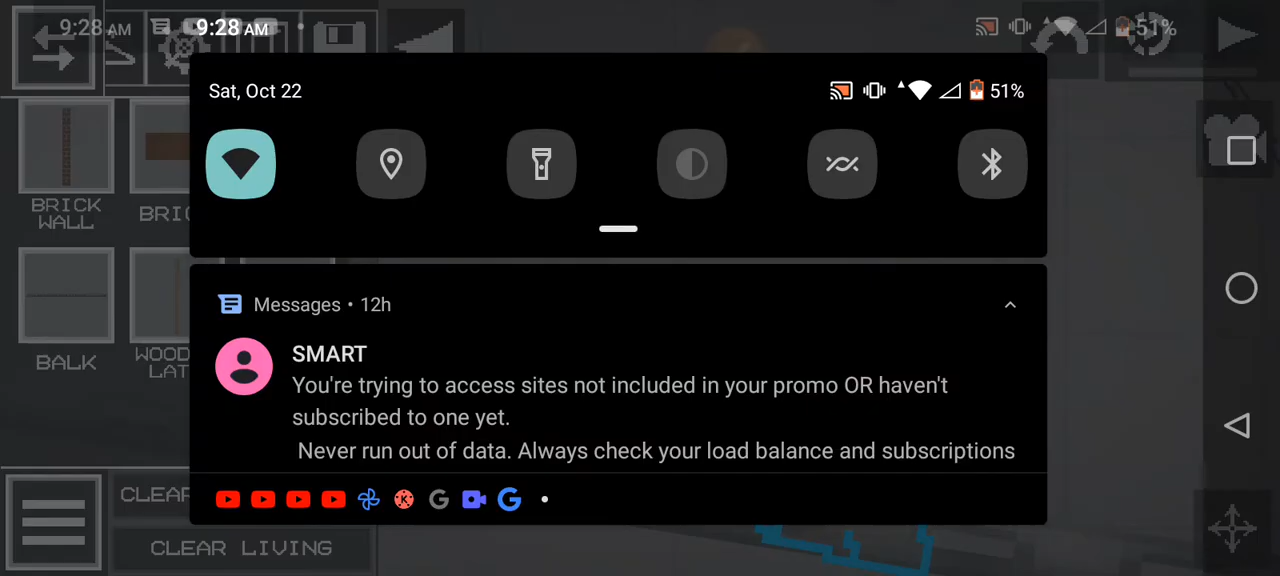 9:28 AM
9:28 AM
51%
Sat, Oct 22
51%
BRICK
WALL
BRIC
BALK
WOOD
LAT
Messages • 12h
SMART
You're trying to access sites not included in your promo OR haven't
subscribed to one yet.
Never run out of data. Always check your load balance and subscriptions
CLEAR
CLEAR LIVING